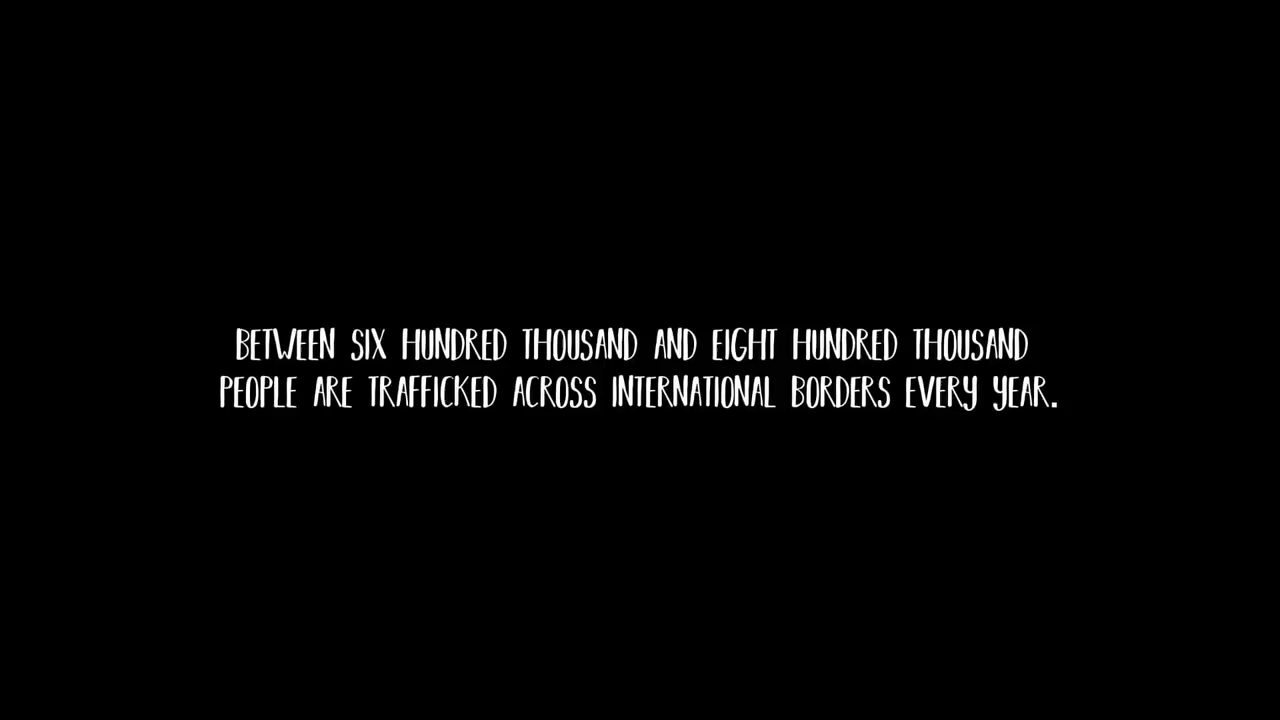 BETWEEN SIX HUNDRED THOUSAND AND EIGHT HUNDRED THOUSAND
PEOPLE ARE TRAFFICKED ACROSS INTERNATIONAL BORDERS EVERY YEAR.